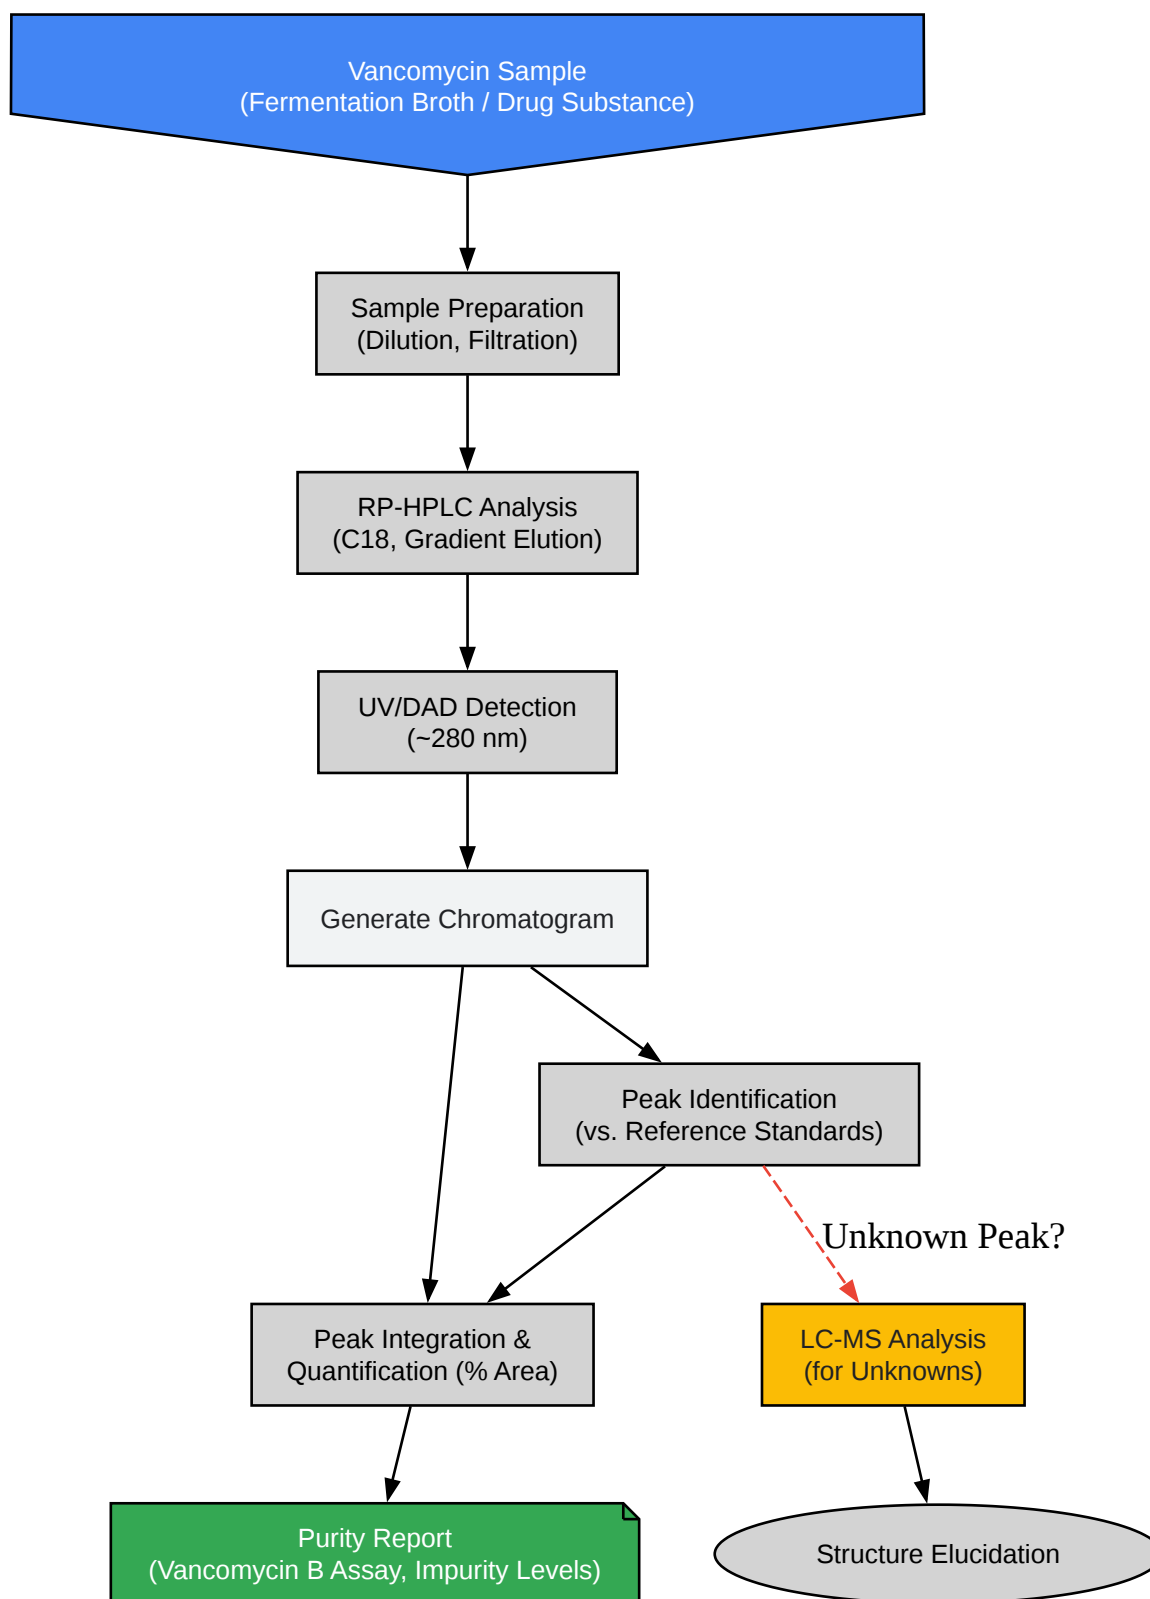 Vancomycin Sample
(Fermentation Broth / Drug Substance)
Sample Preparation
(Dilution, Filtration)
RP-HPLC Analysis
(C18, Gradient Elution)
UV/DAD Detection
(~280 nm)
Generate Chromatogram
Peak Identification
(vs. Reference Standards)
Unknown Peak?
Peak Integration &
Quantification (% Area)
LC-MS Analysis
(for Unknowns)
Purity Report
(Vancomycin B Assay, Impurity Levels)
Structure Elucidation